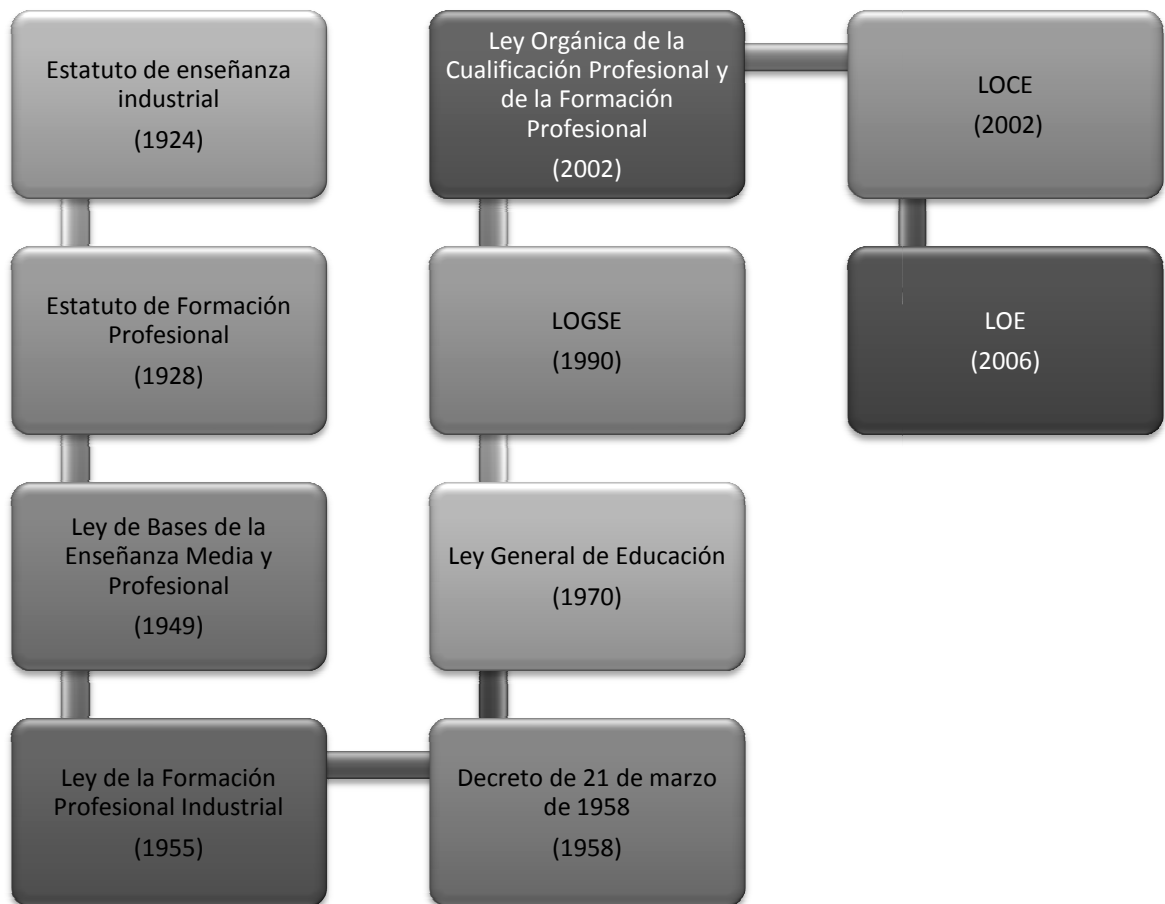 Estatuto de enseñanza
industrial
(1924)
Estatuto de Formación
Profesional
(1928)
Ley de Bases de la
Enseñanza Media y
Profesional
(1949)
Ley de la Formación
Profesional Industrial
(1955)
Decreto de 21 de marzo
de 1958
(1958)
Ley General de Educación
(1970)
LOGSE
(1990)
Ley Orgánica de la
Cualificación Profesional y
de la Formación
Profesional
(2002)
LOCE
(2002)
LOE
(2006)